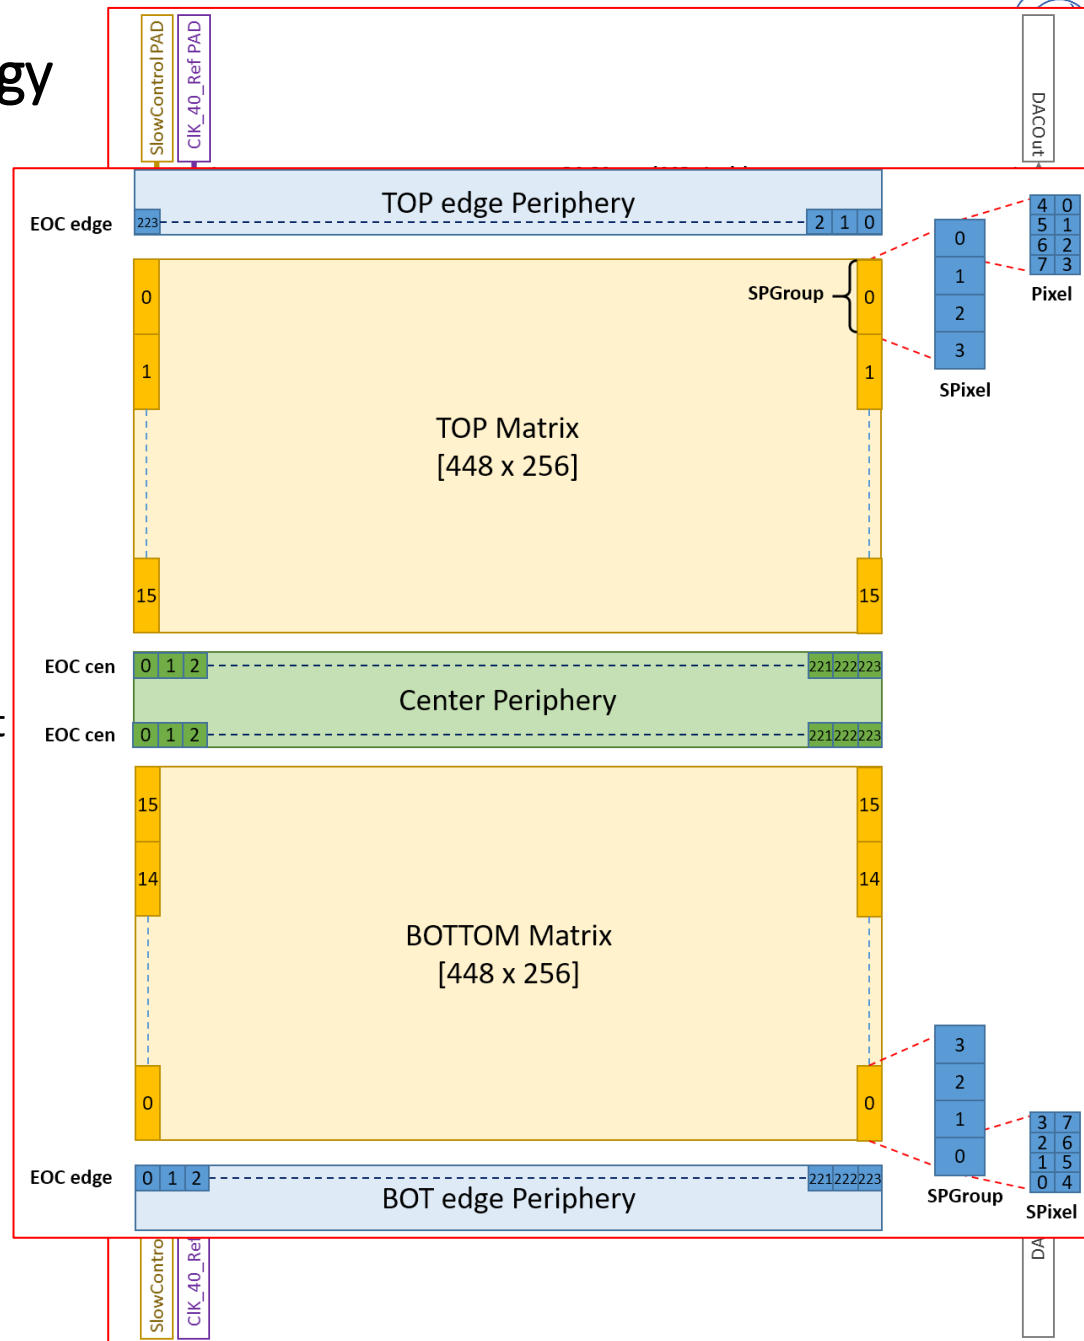 gy
SlowControl PAD
ClK_40_Ref PAD
DACOut
TOP edge Periphery
EOC edge
223
2 1 0
4 0
5 1
6 2
7 3
Pixel
0
1
2
3
SPixel
SPGroup
0
0
1
1
TOP Matrix
[448 x 256]
15
15
EOC cen
0 1 2
221 222 223
Center Periphery
t
EOC cen
0 1 2
221 222 223
15
15
14
14
BOTTOM Matrix
[448 x 256]
0
0
3
2
1
0
SPGroup
3 7
2 6
1 5
0 4
SPixel
EOC edge
0 1 2
221 222 223
BOT edge Periphery
SlowContro
ClK_40_Ref
DA